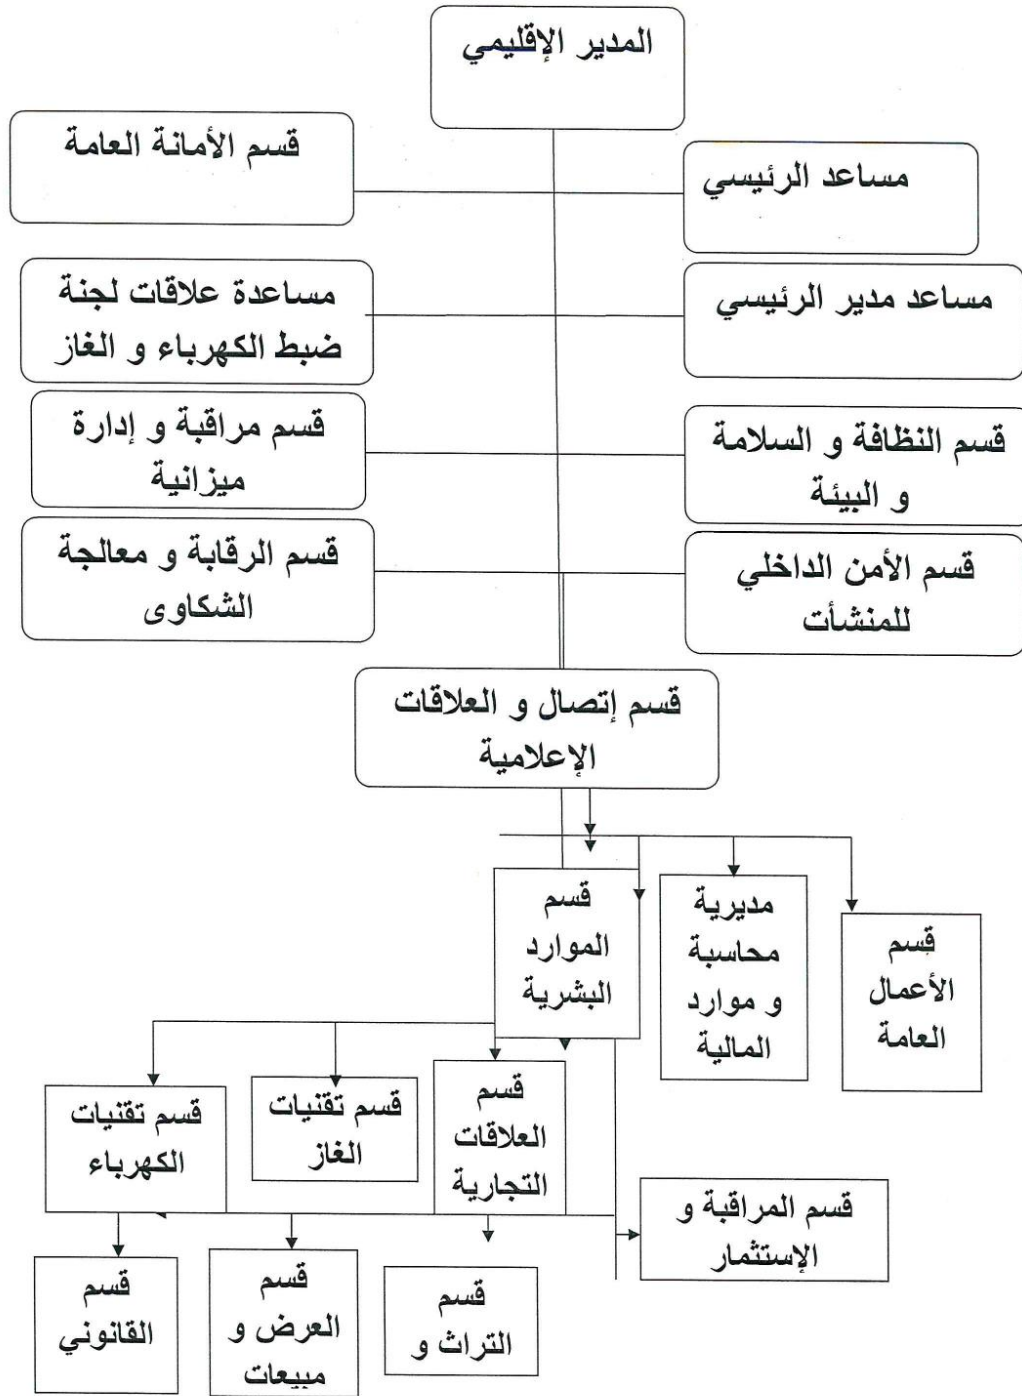 المدير الإقليمي
قسم الأمانة العامة
مساعد الرئيسي
مساعدة علاقات لجنة
ضبط الكهرباء و الغاز
مساعد مدير الرئيسي
قسم مراقبة و إدارة
ميزانية
قسم النظافة و السلامة
و البيئة
قسم الرقابة و معالجة
الشكاوى
قسم الأمن الداخلي
للمنشأت
قسم إتصال و العلاقات
الإعلامية
قسم
الموارد
البشرية
مديرية
محاسبة
و موارد
المالية
قسم
الأعمال
العامة
قسم تقنيات
الكهرباء
قسم تقنيات
الغاز
قسم
العلاقات
التجارية
قسم المراقبة و
الإستثمار
قسم
القانوني
قسم
العرض و
مبيعات
قسم
التراث و